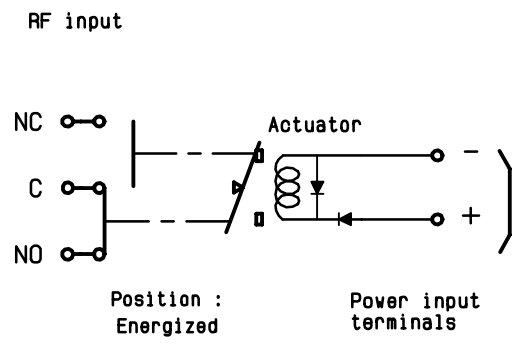 RF input
NC
Actuator
-
C
+
NO
Position :
Energized
Power input
terminals